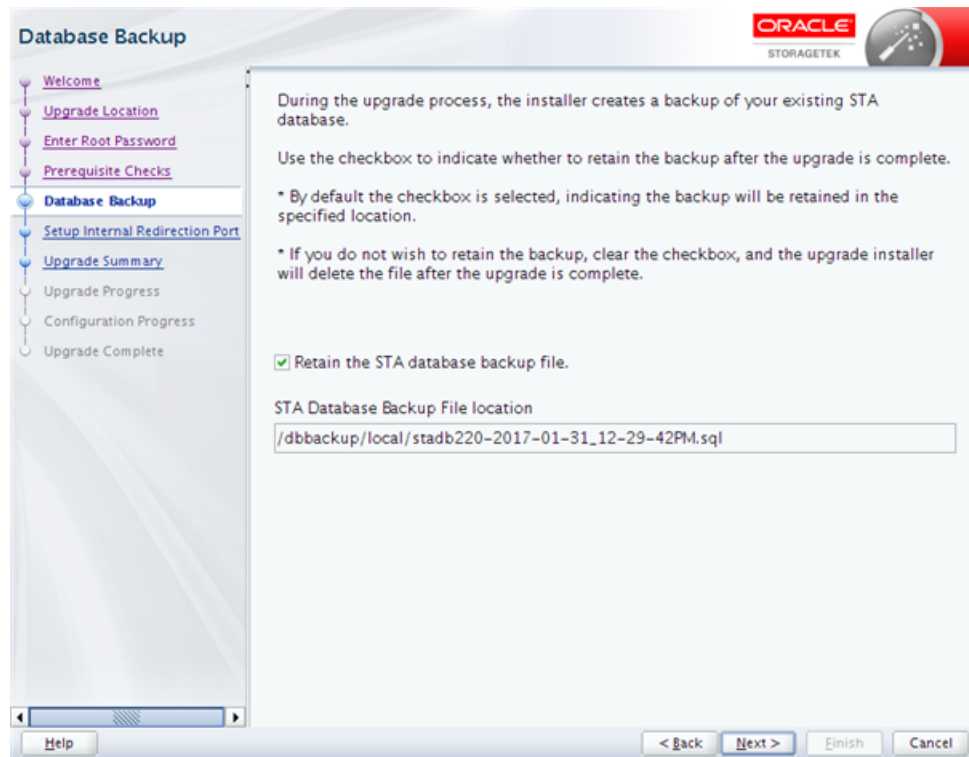 Database Backup
ORACLE
STORAGETEK
Welcome
Upgrade Location
Enter Root Password
Prerequisite Checks
Database Backup
Setup Internal Redirection Port
Upgrade Summary
Upgrade Progress
Configuration Progress
Upgrade Complete
During the upgrade process, the installer creates a backup of your existing STA
database.
Use the checkbox to indicate whether to retain the backup after the upgrade is complete.
* By default the checkbox is selected, indicating the backup will be retained in the
specified location.
* If you do not wish to retain the backup, clear the checkbox, and the upgrade installer
will delete the file after the upgrade is complete.
Retain the STA database backup file.
STA Database Backup File location
/dbbackup/local/stadb220-2017-01-31_12-29-42PM.sql
Help
< Back
Next >
Finish
Cancel